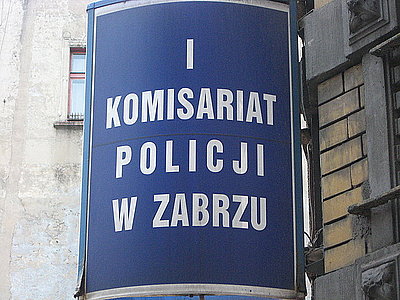 I
KOMISARIAT
POLICJI
W ZABRZU